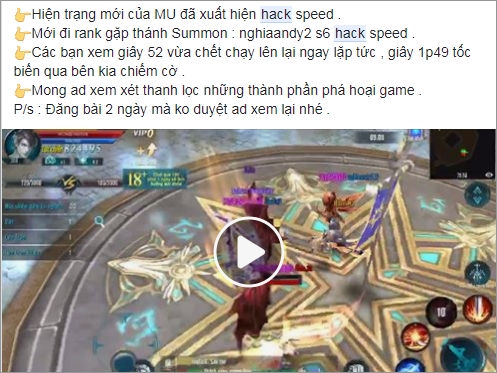 👉Hiện trạng mới của MU đã xuất hiện hack speed .
👉Mới đi rank gặp thánh Summon : nghiaandy2 s6 hack speed .
👉Các bạn xem giây 52 vừa chết chạy lên lại ngay lập tức , giây 1p49 tốc
biến qua bên kia chiếm cờ .
👉Mong ad xem xét thanh lọc những thành phần phá hoại game .
P/s : Đăng bài 2 ngày mà ko duyệt ad xem lại nhé .
VIP0
VS
18+
10